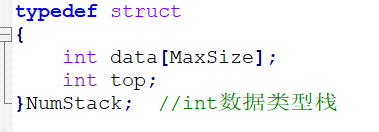 typedef struct
{
    int data[MaxSize];
    int top;
}NumStack;  //int数据类型栈